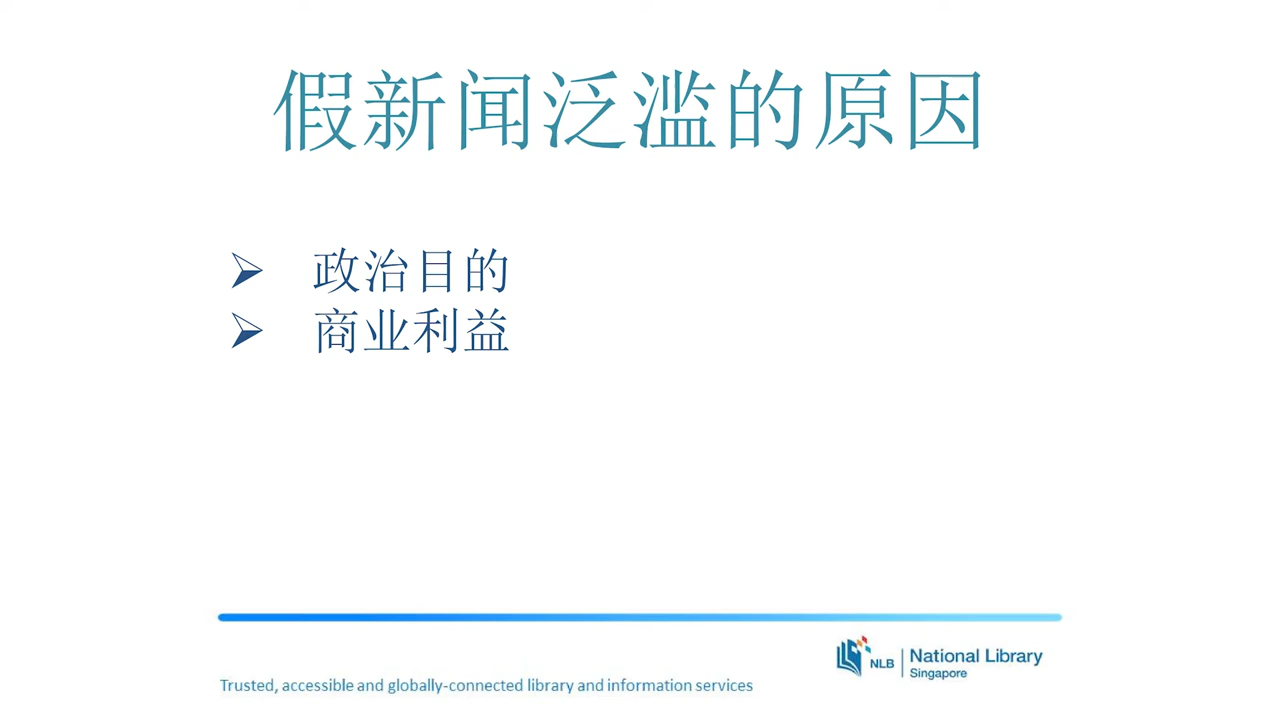 假新闻泛滥的原因
政治目的
商业利益
NLB National Library
Singapore
Trusted, accessible and globally-connected library and information services